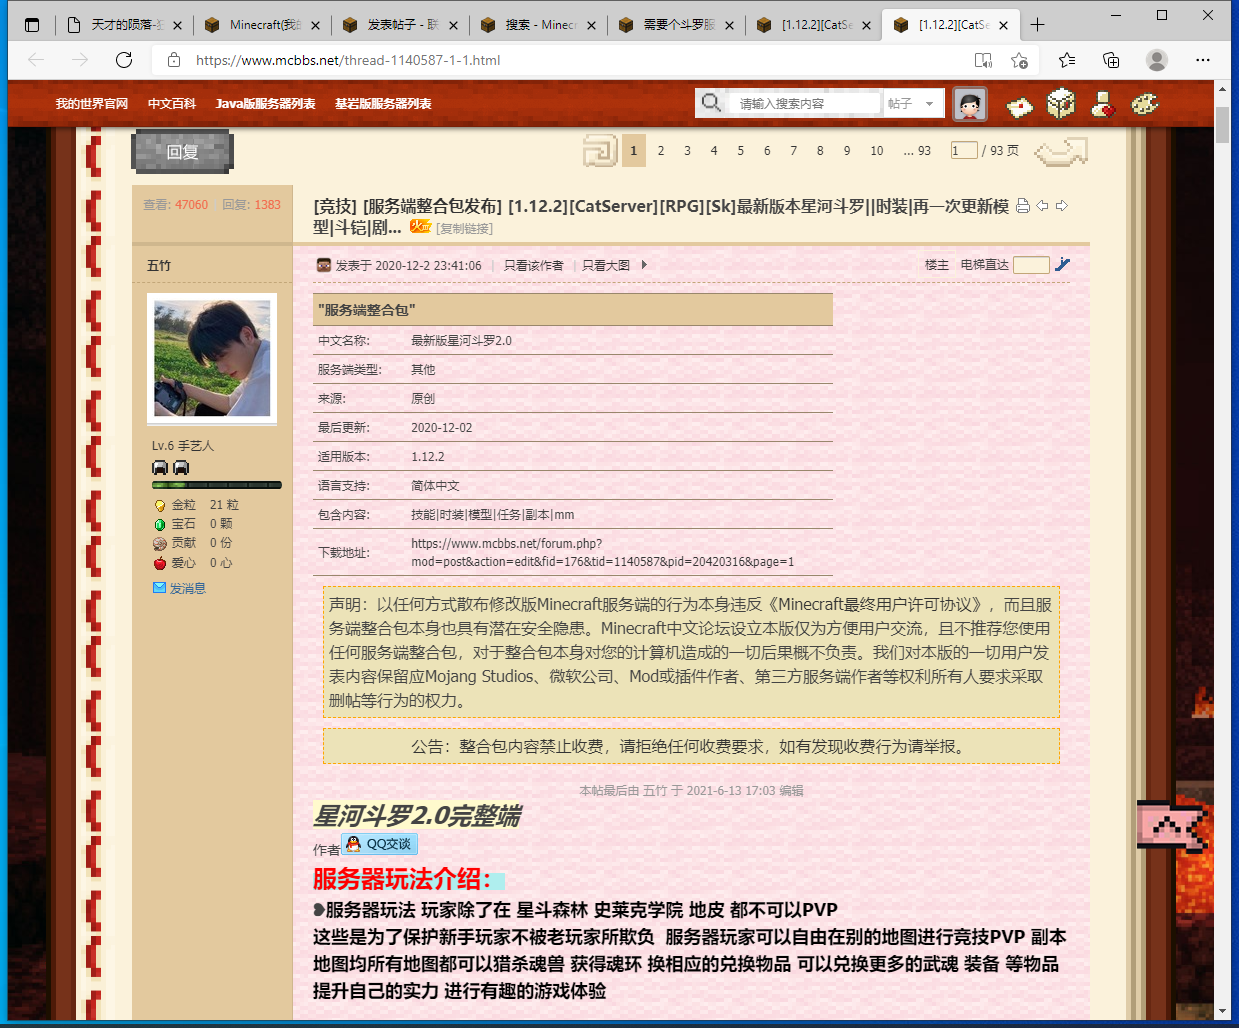 天才的陨落-
Minecraft(我的
发表帖子 - 联
搜索 - Minecr
需要个斗罗服
[1.12.2][CatSe
[1.12.2][CatSe
https://www.mcbbs.net/thread-1140587-1-1.html
我的世界官网 中文百科 Java版服务器列表 基岩版服务器列表
请输入搜索内容 帖子
回复
1 2 3 4 5 6 7 8 9 10 ... 93 1 / 93 页
查看: 47060 回复: 1383
[竞技] [服务端整合包发布] [1.12.2][CatServer][RPG][Sk]最新版本星河斗罗||时装|再一次更新模
型|斗铠|剧... [复制链接]
五竹
发表于 2020-12-2 23:41:06 | 只看该作者 | 只看大图
楼主 电梯直达
"服务端整合包"
中文名称: 最新版星河斗罗2.0
服务端类型: 其他
来源: 原创
最后更新: 2020-12-02
适用版本: 1.12.2
语言支持: 简体中文
包含内容: 技能|时装|模型|任务|副本|mm
下载地址: https://www.mcbbs.net/forum.php?
mod=post&action=edit&fid=176&tid=1140587&pid=20420316&page=1
Lv.6 手艺人
金粒 21 粒
宝石 0 颗
贡献 0 份
爱心 0 心
发消息
声明：以任何方式散布修改版Minecraft服务端的行为本身违反《Minecraft最终用户许可协议》，而且服
务端整合包本身也具有潜在安全隐患。Minecraft中文论坛设立本版仅为方便用户交流，且不推荐您使用
任何服务端整合包，对于整合包本身对您的计算机造成的一切后果概不负责。我们对本版的一切用户发
表内容保留应Mojang Studios、微软公司、Mod或插件作者、第三方服务端作者等权利所有人要求采取
删帖等行为的权力。
公告：整合包内容禁止收费，请拒绝任何收费要求，如有发现收费行为请举报。
本帖最后由 五竹 于 2021-6-13 17:03 编辑
星河斗罗2.0完整端
作者 QQ交谈
服务器玩法介绍：
❥服务器玩法 玩家除了在 星斗森林 史莱克学院 地皮 都不可以PVP
这些是为了保护新手玩家不被老玩家所欺负 服务器玩家可以自由在别的地图进行竞技PVP 副本
地图均所有地图都可以猎杀魂兽 获得魂环 换相应的兑换物品 可以兑换更多的武魂 装备 等物品
提升自己的实力 进行有趣的游戏体验